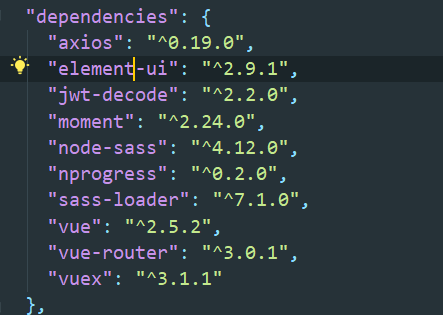 "dependencies": {
"axios": "^0.19.0",
"element-ui": "^2.9.1",
"jwt-decode": "^2.2.0",
"moment": "^2.24.0",
"node-sass": "^4.12.0",
"nprogress": "^0.2.0",
"sass-loader": "^7.1.0",
"vue": "^2.5.2",
"vue-router": "^3.0.1",
"vuex": "^3.1.1"
},